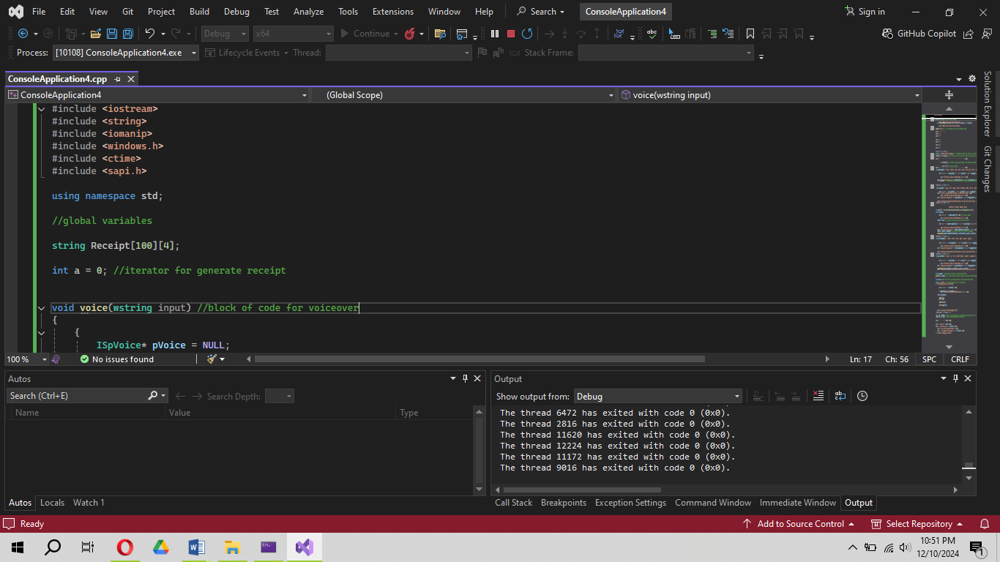 File Edit View Git Project Build Debug Test Analyze Tools Extensions Window Help Search ConsoleApplication4 Sign in
Debug x64 Continue abc GitHub Copilot
Process: [10108] ConsoleApplication4.exe Lifecycle Events Thread: Stack Frame:
ConsoleApplication4.cpp
ConsoleApplication4 (Global Scope) voice(wstring input)
#include <iostream>
#include <string>
#include <iomanip>
#include <windows.h>
#include <ctime>
#include <sapi.h>
using namespace std;
//global variables
string Receipt[100][4];
int a = 0; //iterator for generate receipt
void voice(wstring input) //block of code for voiceover
{
{
ISpVoice* pVoice = NULL;
100 % No issues found Ln: 17 Ch: 56 SPC CRLF
Solution Explorer
Git Changes
Autos
Search (Ctrl+E) Search Depth:
Name Value Type
Autos Locals Watch 1
Output
Show output from: Debug
The thread 6472 has exited with code 0 (0x0).
The thread 2816 has exited with code 0 (0x0).
The thread 11620 has exited with code 0 (0x0).
The thread 12224 has exited with code 0 (0x0).
The thread 11172 has exited with code 0 (0x0).
The thread 9016 has exited with code 0 (0x0).
Call Stack Breakpoints Exception Settings Command Window Immediate Window Output
Ready Add to Source Control Select Repository
10:51 PM
12/10/2024
1